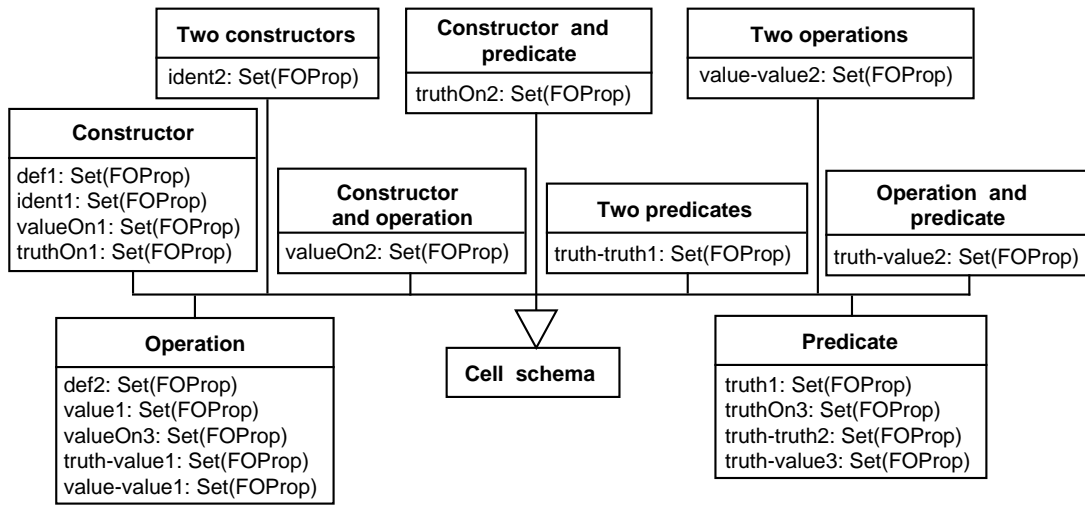 Two constructors
ident2: Set(FOProp)
Constructor and
predicate
truthOn2: Set(FOProp)
Two operations
value-value2: Set(FOProp)
Constructor
def1: Set(FOProp)
ident1: Set(FOProp)
valueOn1: Set(FOProp)
truthOn1: Set(FOProp)
Constructor
and operation
valueOn2: Set(FOProp)
Two predicates
truth-truth1: Set(FOProp)
Operation and
predicate
truth-value2: Set(FOProp)
Operation
def2: Set(FOProp)
value1: Set(FOProp)
valueOn3: Set(FOProp)
truth-value1: Set(FOProp)
value-value1: Set(FOProp)
Cell schema
Predicate
truth1: Set(FOProp)
truthOn3: Set(FOProp)
truth-truth2: Set(FOProp)
truth-value3: Set(FOProp)